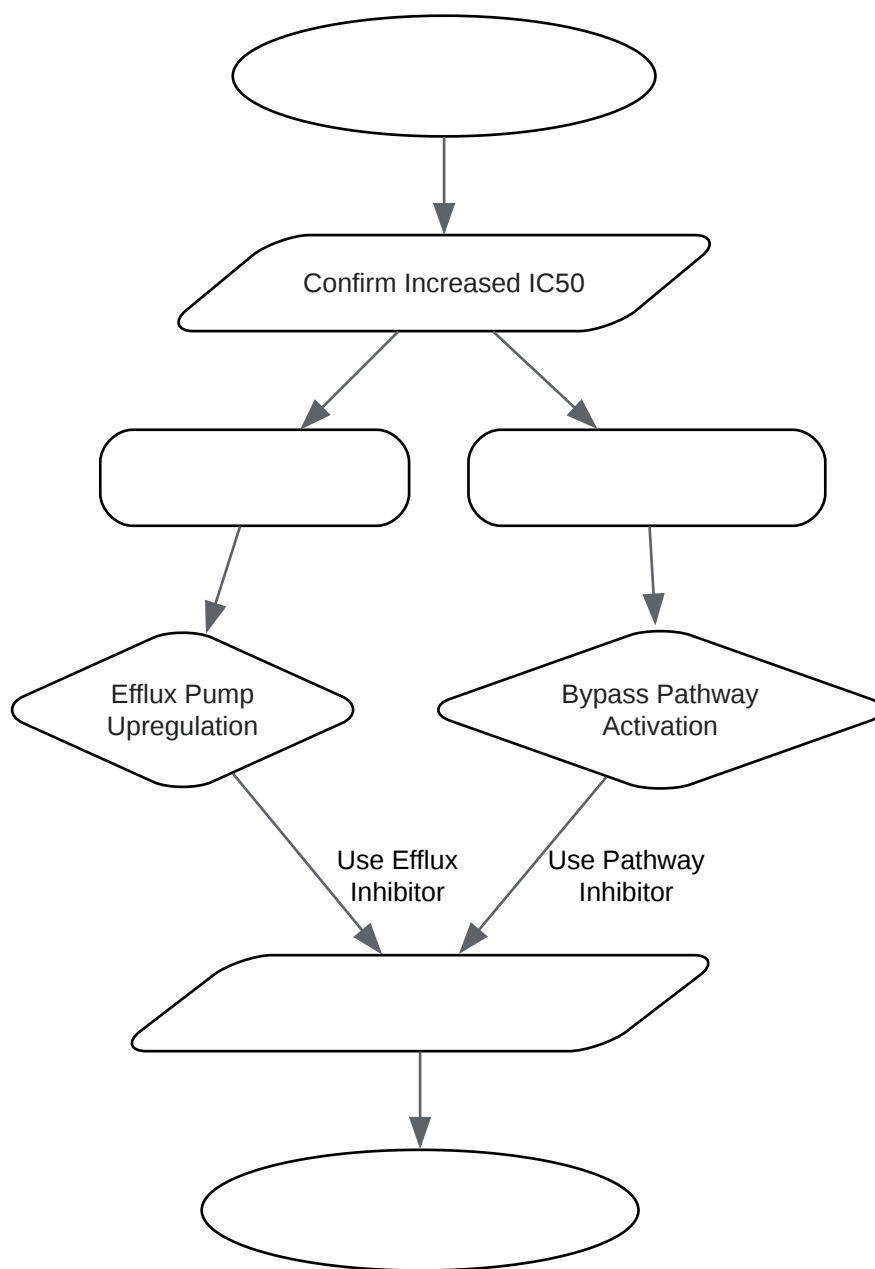 Confirm Increased IC50
Efflux Pump
Upregulation
Bypass Pathway
Activation
Use Efflux
Inhibitor
Use Pathway
Inhibitor